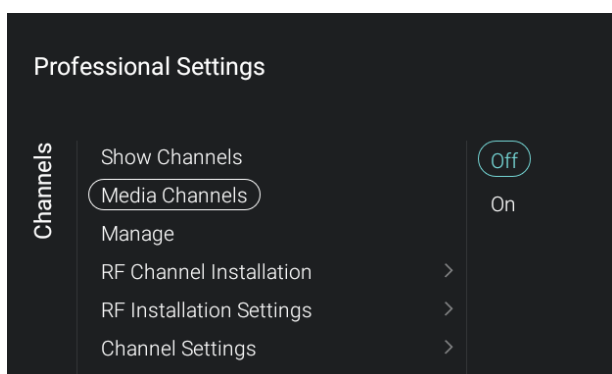 Professional Settings
Channels
Show Channels
Off
Media Channels
On
Manage
RF Channel Installation
RF Installation Settings
Channel Settings